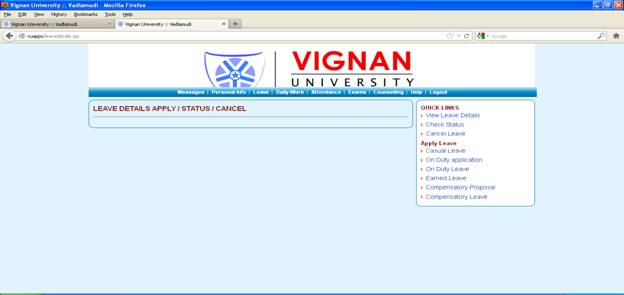 Vignan University :: Vadlamudi - Mozilla Firefox
File Edit View History Bookmarks Tools Help
Vignan University :: Vadlamudi
Vignan University :: Vadlamudi
vuapps/leavedetails.jsp
Google
VIGNAN
UNIVERSITY
Messages | Personal Info | Leave | Daily Work | Attendance | Exams | Counselling | Help | Logout
LEAVE DETAILS APPLY / STATUS / CANCEL
QUICK LINKS
View Leave Details
Check Status
Cancel Leave
Apply Leave
Casual Leave
On Duty application
On Duty Leave
Earned Leave
Compensatory Proposal
Compensatory Leave